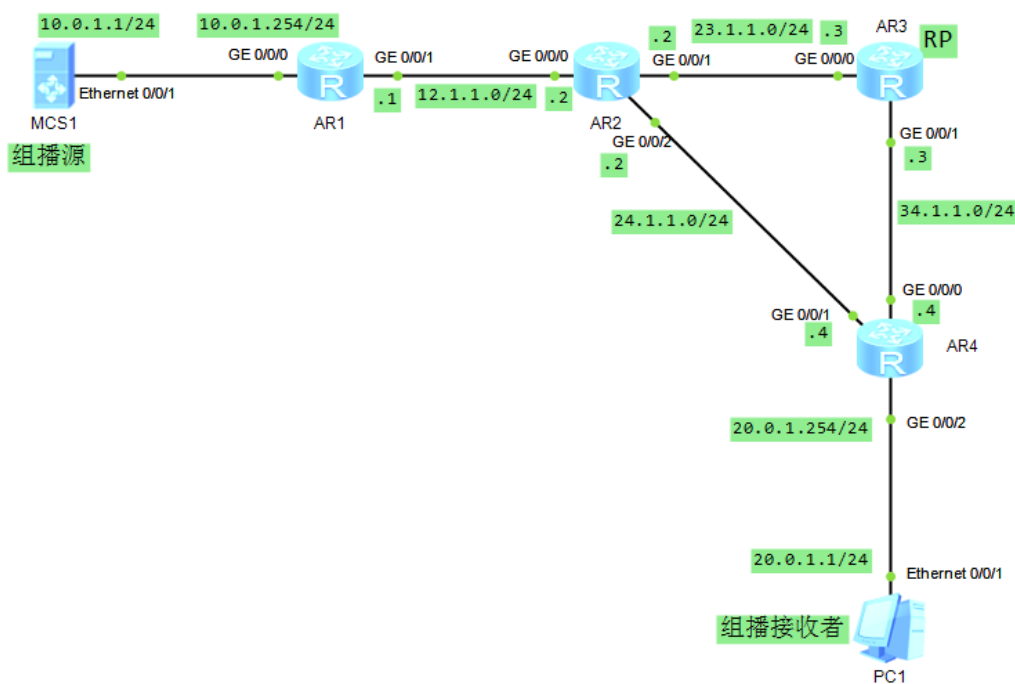 10.0.1.1/24
10.0.1.254/24
GE 0/0/0
Ethernet 0/0/1
MCS1
组播源
AR1
GE 0/0/1
.1
12.1.1.0/24
GE 0/0/0
.2
AR2
.2
GE 0/0/1
23.1.1.0/24
.3
GE 0/0/0
AR3
RP
GE 0/0/2
.2
24.1.1.0/24
GE 0/0/1
.3
34.1.1.0/24
GE 0/0/0
.4
GE 0/0/1
.4
AR4
20.0.1.254/24
GE 0/0/2
20.0.1.1/24
Ethernet 0/0/1
组播接收者
PC1